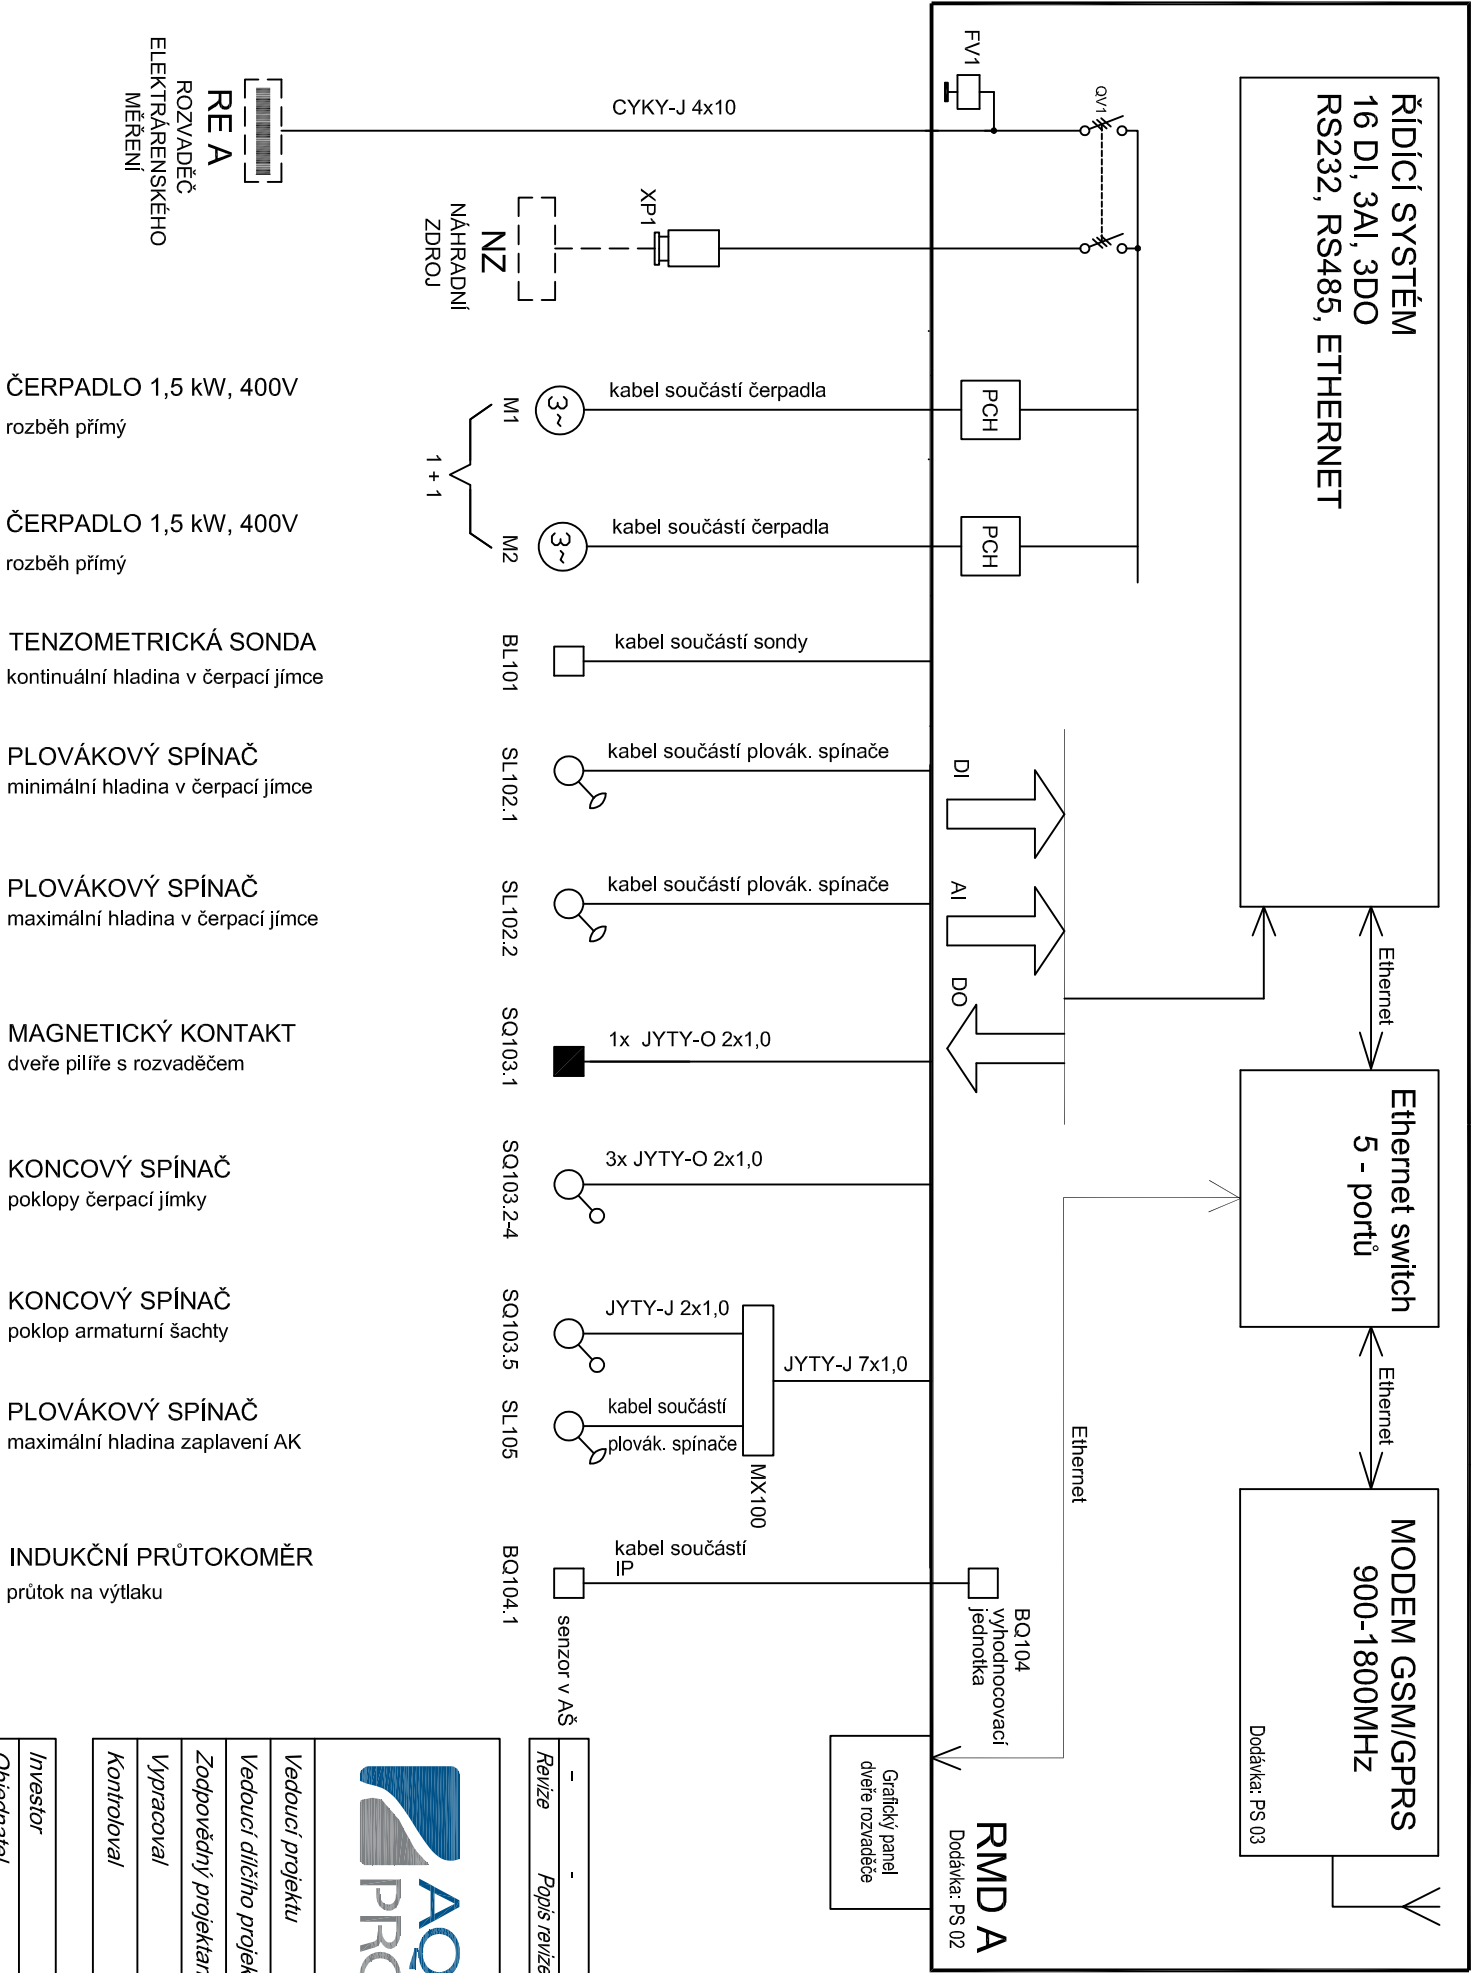 ŘÍDÍCÍ SYSTÉM
16 DI, 3AI, 3DO
RS232, RS485, ETHERNET
Ethernet
Ethernet switch
5 - portů
Ethernet
MODEM GSM/GPRS
900-1800MHz
Dodávka: PS 03
FV1
QV1
CYKY-J 4x10
RE A
ROZVADĚČ
ELEKTRÁRENSKÉHO
MĚŘENÍ
XP1
NZ
NÁHRADNÍ
ZDROJ
PCH
PCH
DI
AI
DO
Ethernet
BQ104
vyhodnocovací
jednotka
RMD A
Dodávka: PS 02
Grafický panel
dveře rozvaděče
ČERPADLO 1,5 kW, 400V
rozběh přímý
M1
3~
kabel součástí čerpadla
1 + 1
ČERPADLO 1,5 kW, 400V
rozběh přímý
M2
3~
kabel součástí čerpadla
TENZOMETRICKÁ SONDA
kontinuální hladina v čerpací jímce
BL101
kabel součástí sondy
PLOVÁKOVÝ SPÍNAČ
minimální hladina v čerpací jímce
SL102.1
kabel součástí plovák. spínače
PLOVÁKOVÝ SPÍNAČ
maximální hladina v čerpací jímce
SL102.2
kabel součástí plovák. spínače
MAGNETICKÝ KONTAKT
dveře pilíře s rozvaděčem
SQ103.1
1x JYTY-O 2x1,0
KONCOVÝ SPÍNAČ
poklopy čerpací jímky
SQ103.2-4
3x JYTY-O 2x1,0
KONCOVÝ SPÍNAČ
poklop armaturní šachty
SQ103.5
JYTY-J 2x1,0
JYTY-J 7x1,0
PLOVÁKOVÝ SPÍNAČ
maximální hladina zaplavení AK
SL105
kabel součástí
plovák. spínače
MX100
INDUKČNÍ PRŮTOKOMĚR
průtok na výtlaku
BQ104.1
kabel součástí
IP
senzor v AŠ
- -
Revize Popis revize
AQ
PRO
Vedoucí projektu
Vedoucí dílčího projek
Zodpovědný projektan
Vypracoval
Kontroloval
Investor